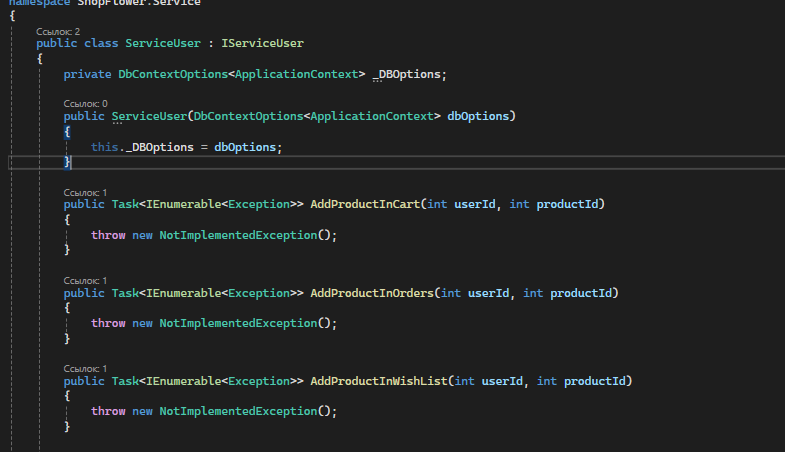 namespace ShopFlower.Service
{
Ссылок: 2
public class ServiceUser : IServiceUser
{
private DbContextOptions<ApplicationContext> _DBOptions;
Ссылок: 0
public ServiceUser(DbContextOptions<ApplicationContext> dbOptions)
{
this._DBOptions = dbOptions;
}
Ссылок: 1
public Task<IEnumerable<Exception>> AddProductInCart(int userId, int productId)
{
throw new NotImplementedException();
}
Ссылок: 1
public Task<IEnumerable<Exception>> AddProductInOrders(int userId, int productId)
{
throw new NotImplementedException();
}
Ссылок: 1
public Task<IEnumerable<Exception>> AddProductInWishList(int userId, int productId)
{
throw new NotImplementedException();
}